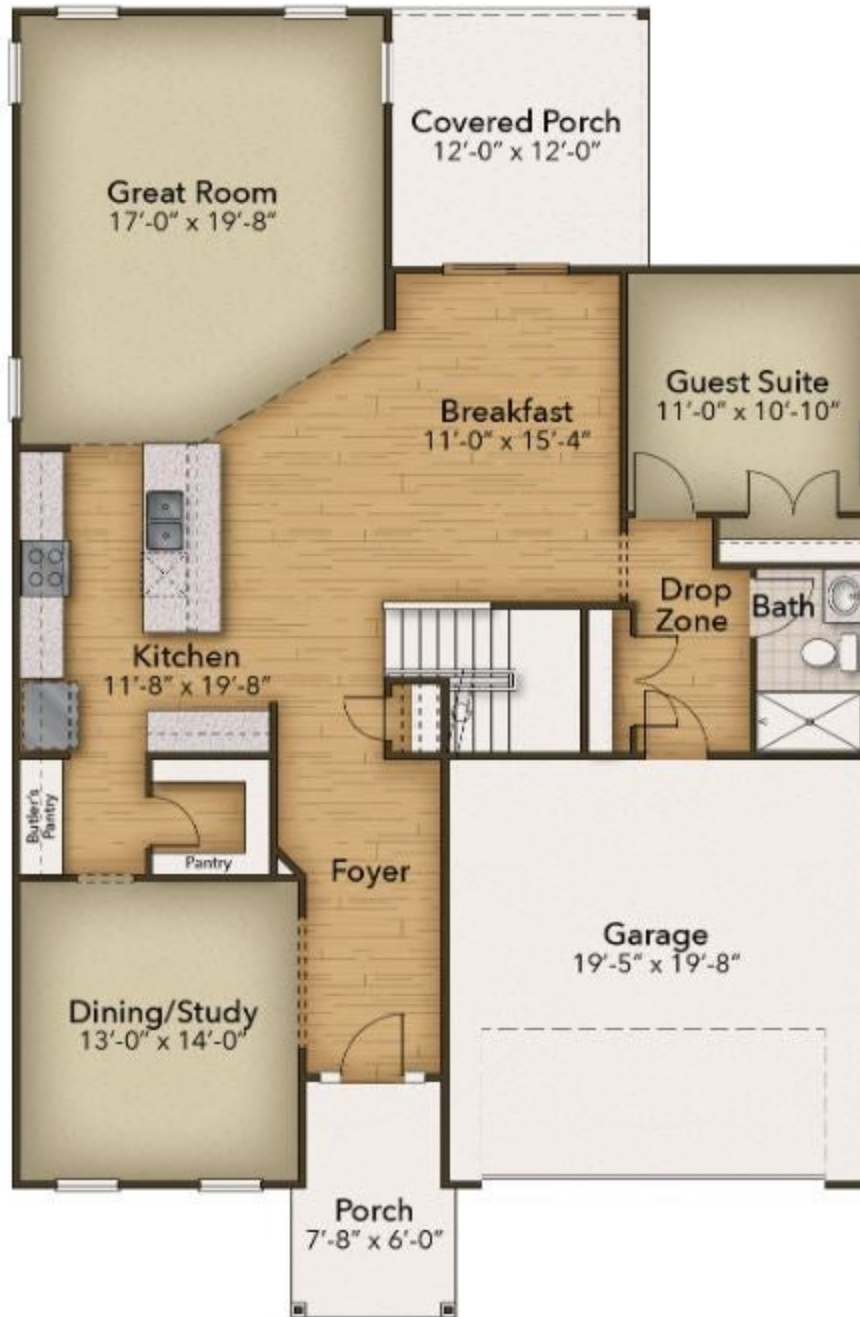 Covered Porch
12'-0" x 12'-0"
Great Room
17'-0" x 19'-8"
Guest Suite
11'-0" x 10'-10"
Breakfast
11'-0" x 15'-4"
Drop
Zone
Bath
Kitchen
11'-8" x 19'-8"
Butler's
Pantry
Pantry
Foyer
Garage
19'-5" x 19'-8"
Dining/Study
13'-0" x 14'-0"
Porch
7'-8" x 6'-0"